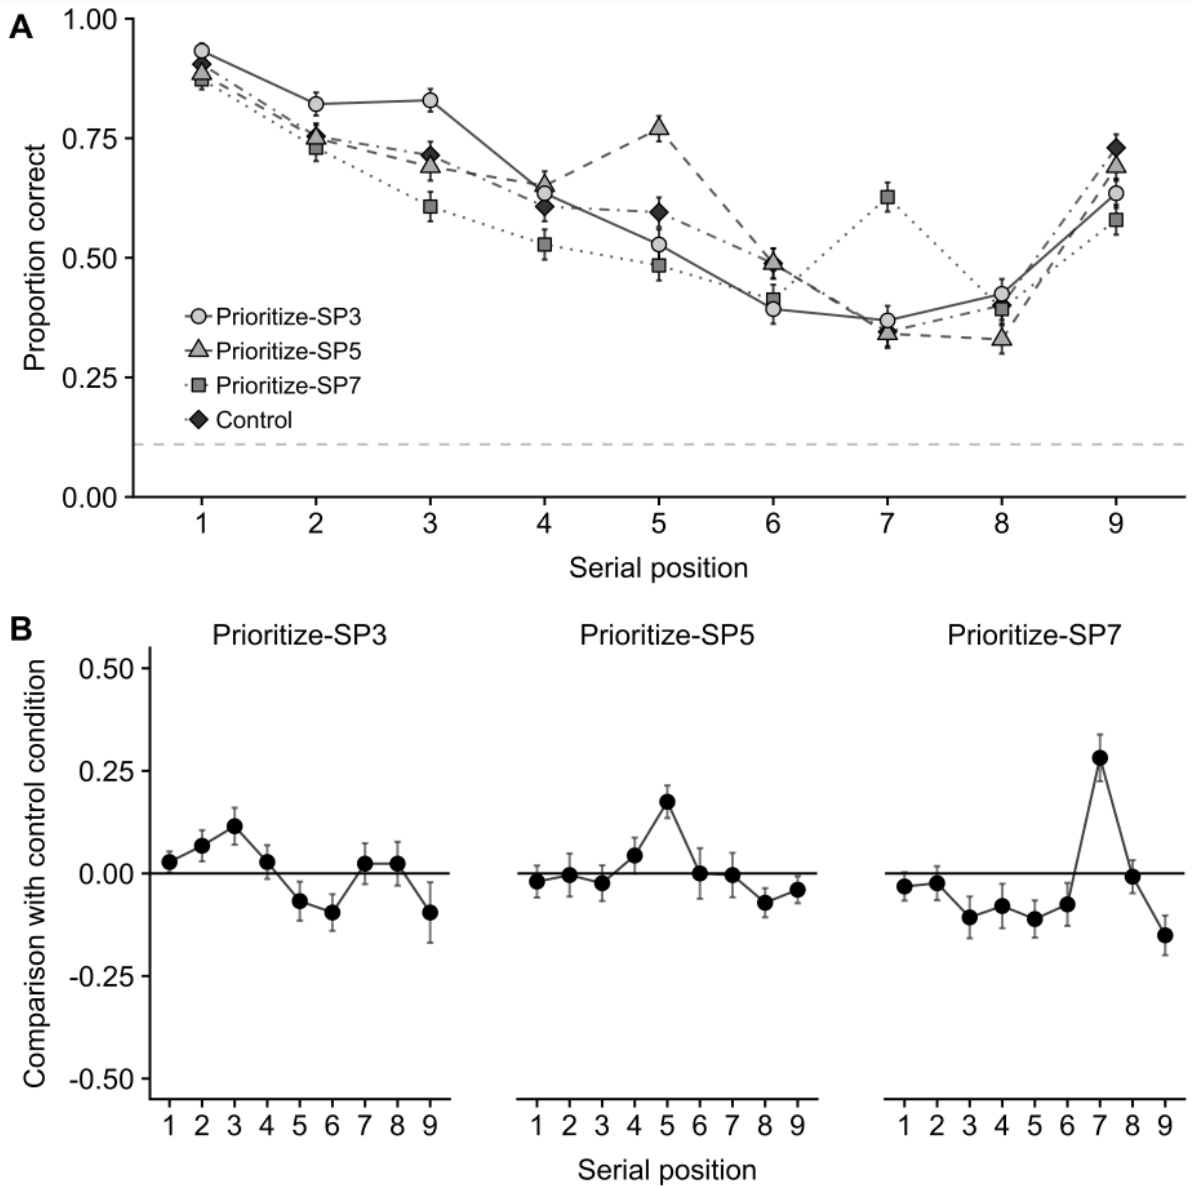 A
1.00
0.75
0.50
0.25
0.00
Proportion correct
Prioritize-SP3
Prioritize-SP5
Prioritize-SP7
Control
1 2 3 4 5 6 7 8 9
Serial position
B
Prioritize-SP3 Prioritize-SP5 Prioritize-SP7
0.50
0.25
0.00
-0.25
-0.50
Comparison with control condition
1 2 3 4 5 6 7 8 9 1 2 3 4 5 6 7 8 9 1 2 3 4 5 6 7 8 9
Serial position